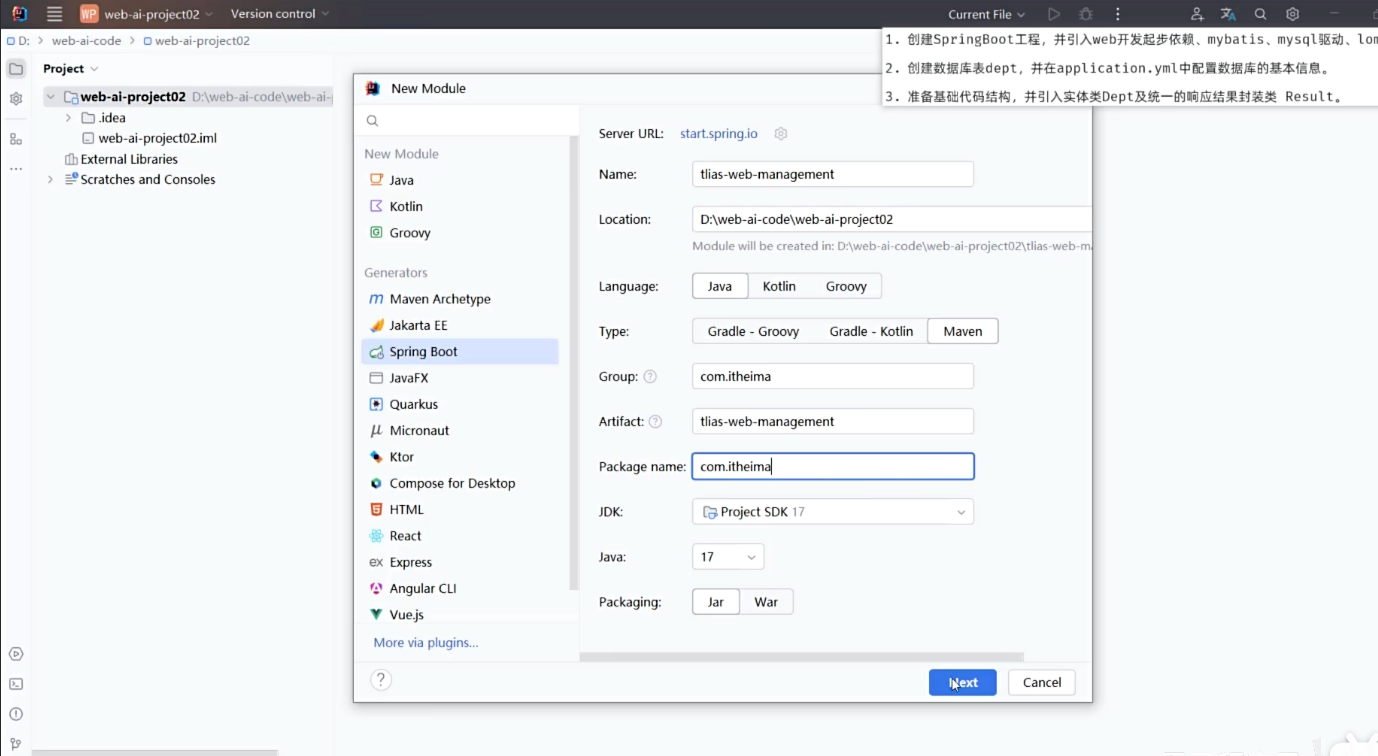 WP web-ai-project02 Version control Current File
D: > web-ai-code > web-ai-project02
1. 创建SpringBoot工程，并引入web开发起步依赖、mybatis、mysql驱动、lom
2. 创建数据库表dept，并在application.yml中配置数据库的基本信息。
3. 准备基础代码结构，并引入实体类Dept及统一的响应结果封装类 Result。
Project
web-ai-project02 D:\web-ai-code\web-ai-
.idea
web-ai-project02.iml
External Libraries
Scratches and Consoles
New Module
New Module
Java
Kotlin
Groovy
Generators
Maven Archetype
Jakarta EE
Spring Boot
JavaFX
Quarkus
Micronaut
Ktor
Compose for Desktop
HTML
React
ex Express
Angular CLI
Vue.js
More via plugins...
Server URL: start.spring.io
Name: tlias-web-management
Location: D:\web-ai-code\web-ai-project02
Module will be created in: D:\web-ai-code\web-ai-project02\tlias-web-m
Language: Java Kotlin Groovy
Type: Gradle - Groovy Gradle - Kotlin Maven
Group: ? com.itheima
Artifact: ? tlias-web-management
Package name: com.itheima
JDK: Project SDK 17
Java: 17
Packaging: Jar War
? Next Cancel